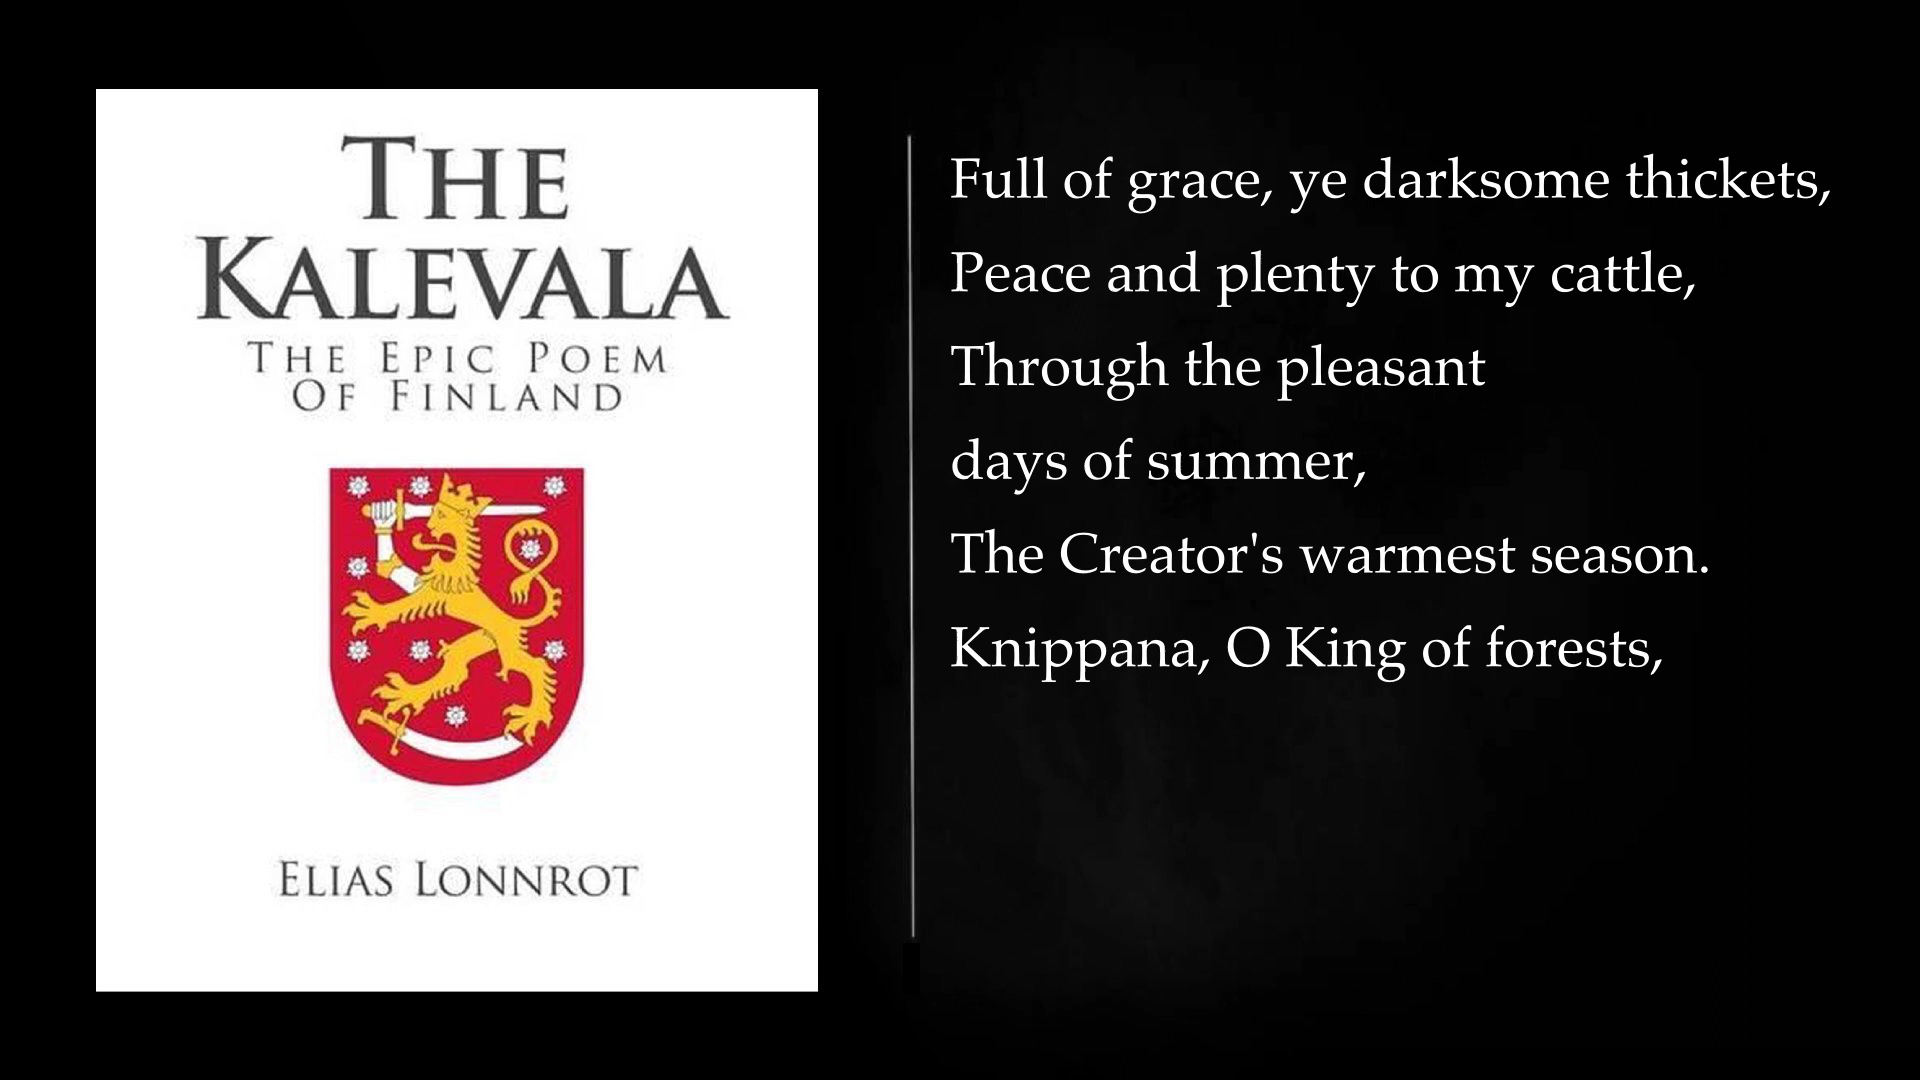 THE
KALEVALA
THE EPIC POEM
OF FINLAND
ELIAS LONNROT
Full of grace, ye darksome thickets,
Peace and plenty to my cattle,
Through the pleasant
days of summer,
The Creator's warmest season.
Knippana, O King of forests,